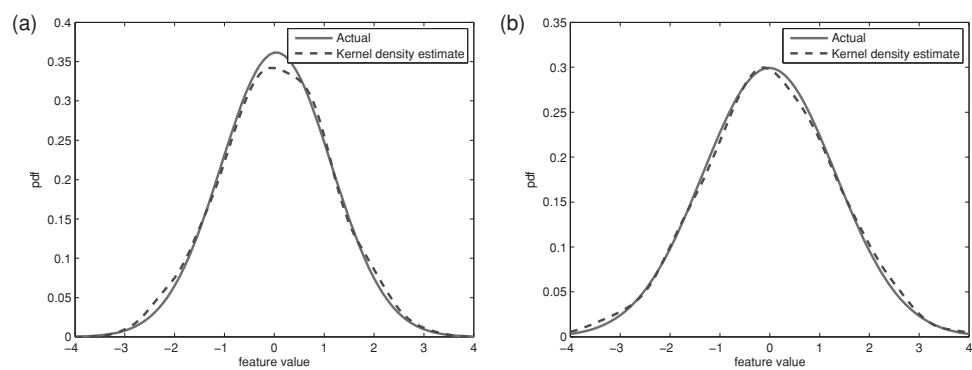 (a)
Actual
Kernel density estimate
0.4
0.35
0.3
0.25
0.2
0.15
0.1
0.05
0
pdf
−4 −3 −2 −1 0 1 2 3 4
feature value
(b)
Actual
Kernel density estimate
0.35
0.3
0.25
0.2
0.15
0.1
0.05
0
pdf
−4 −3 −2 −1 0 1 2 3 4
feature value